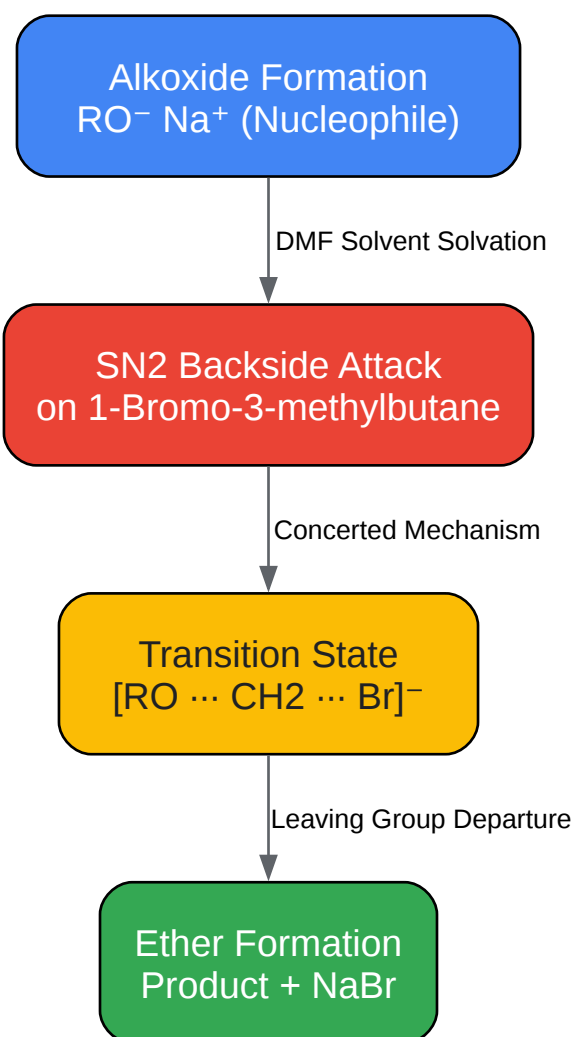 Alkoxide Formation
RO⁻ Na⁺ (Nucleophile)
DMF Solvent Solvation
SN2 Backside Attack
on 1-Bromo-3-methylbutane
Concerted Mechanism
Transition State
[RO ··· CH2 ··· Br]⁻
Leaving Group Departure
Ether Formation
Product + NaBr